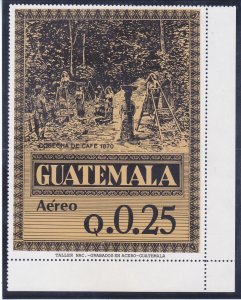 COSECHA DE CAFE 1870
GUATEMALA
Aéreo
Q.0.25
TALLER NAC. -GRABADOS EN ACERO-GUATEMALA